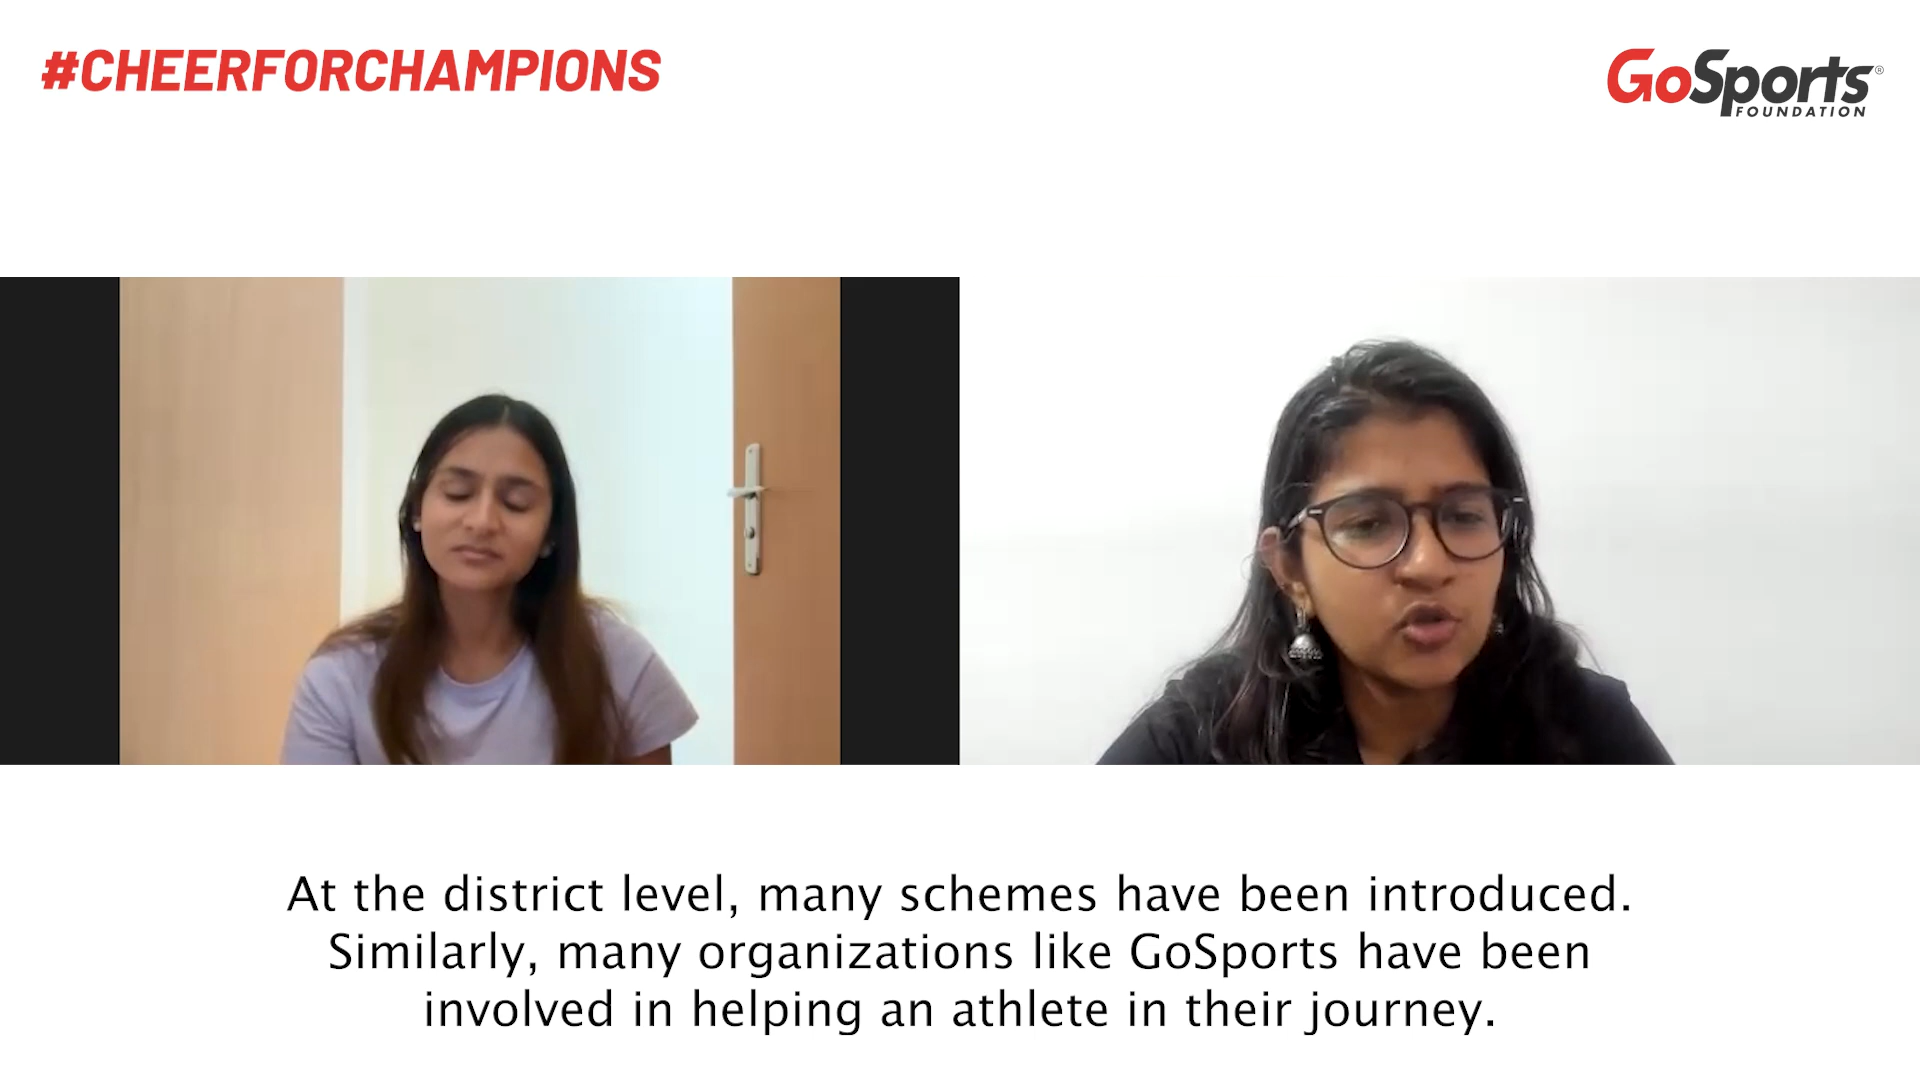 #CHEERFORCHAMPIONS
GoSports®
FOUNDATION
At the district level, many schemes have been introduced.
Similarly, many organizations like GoSports have been
involved in helping an athlete in their journey.